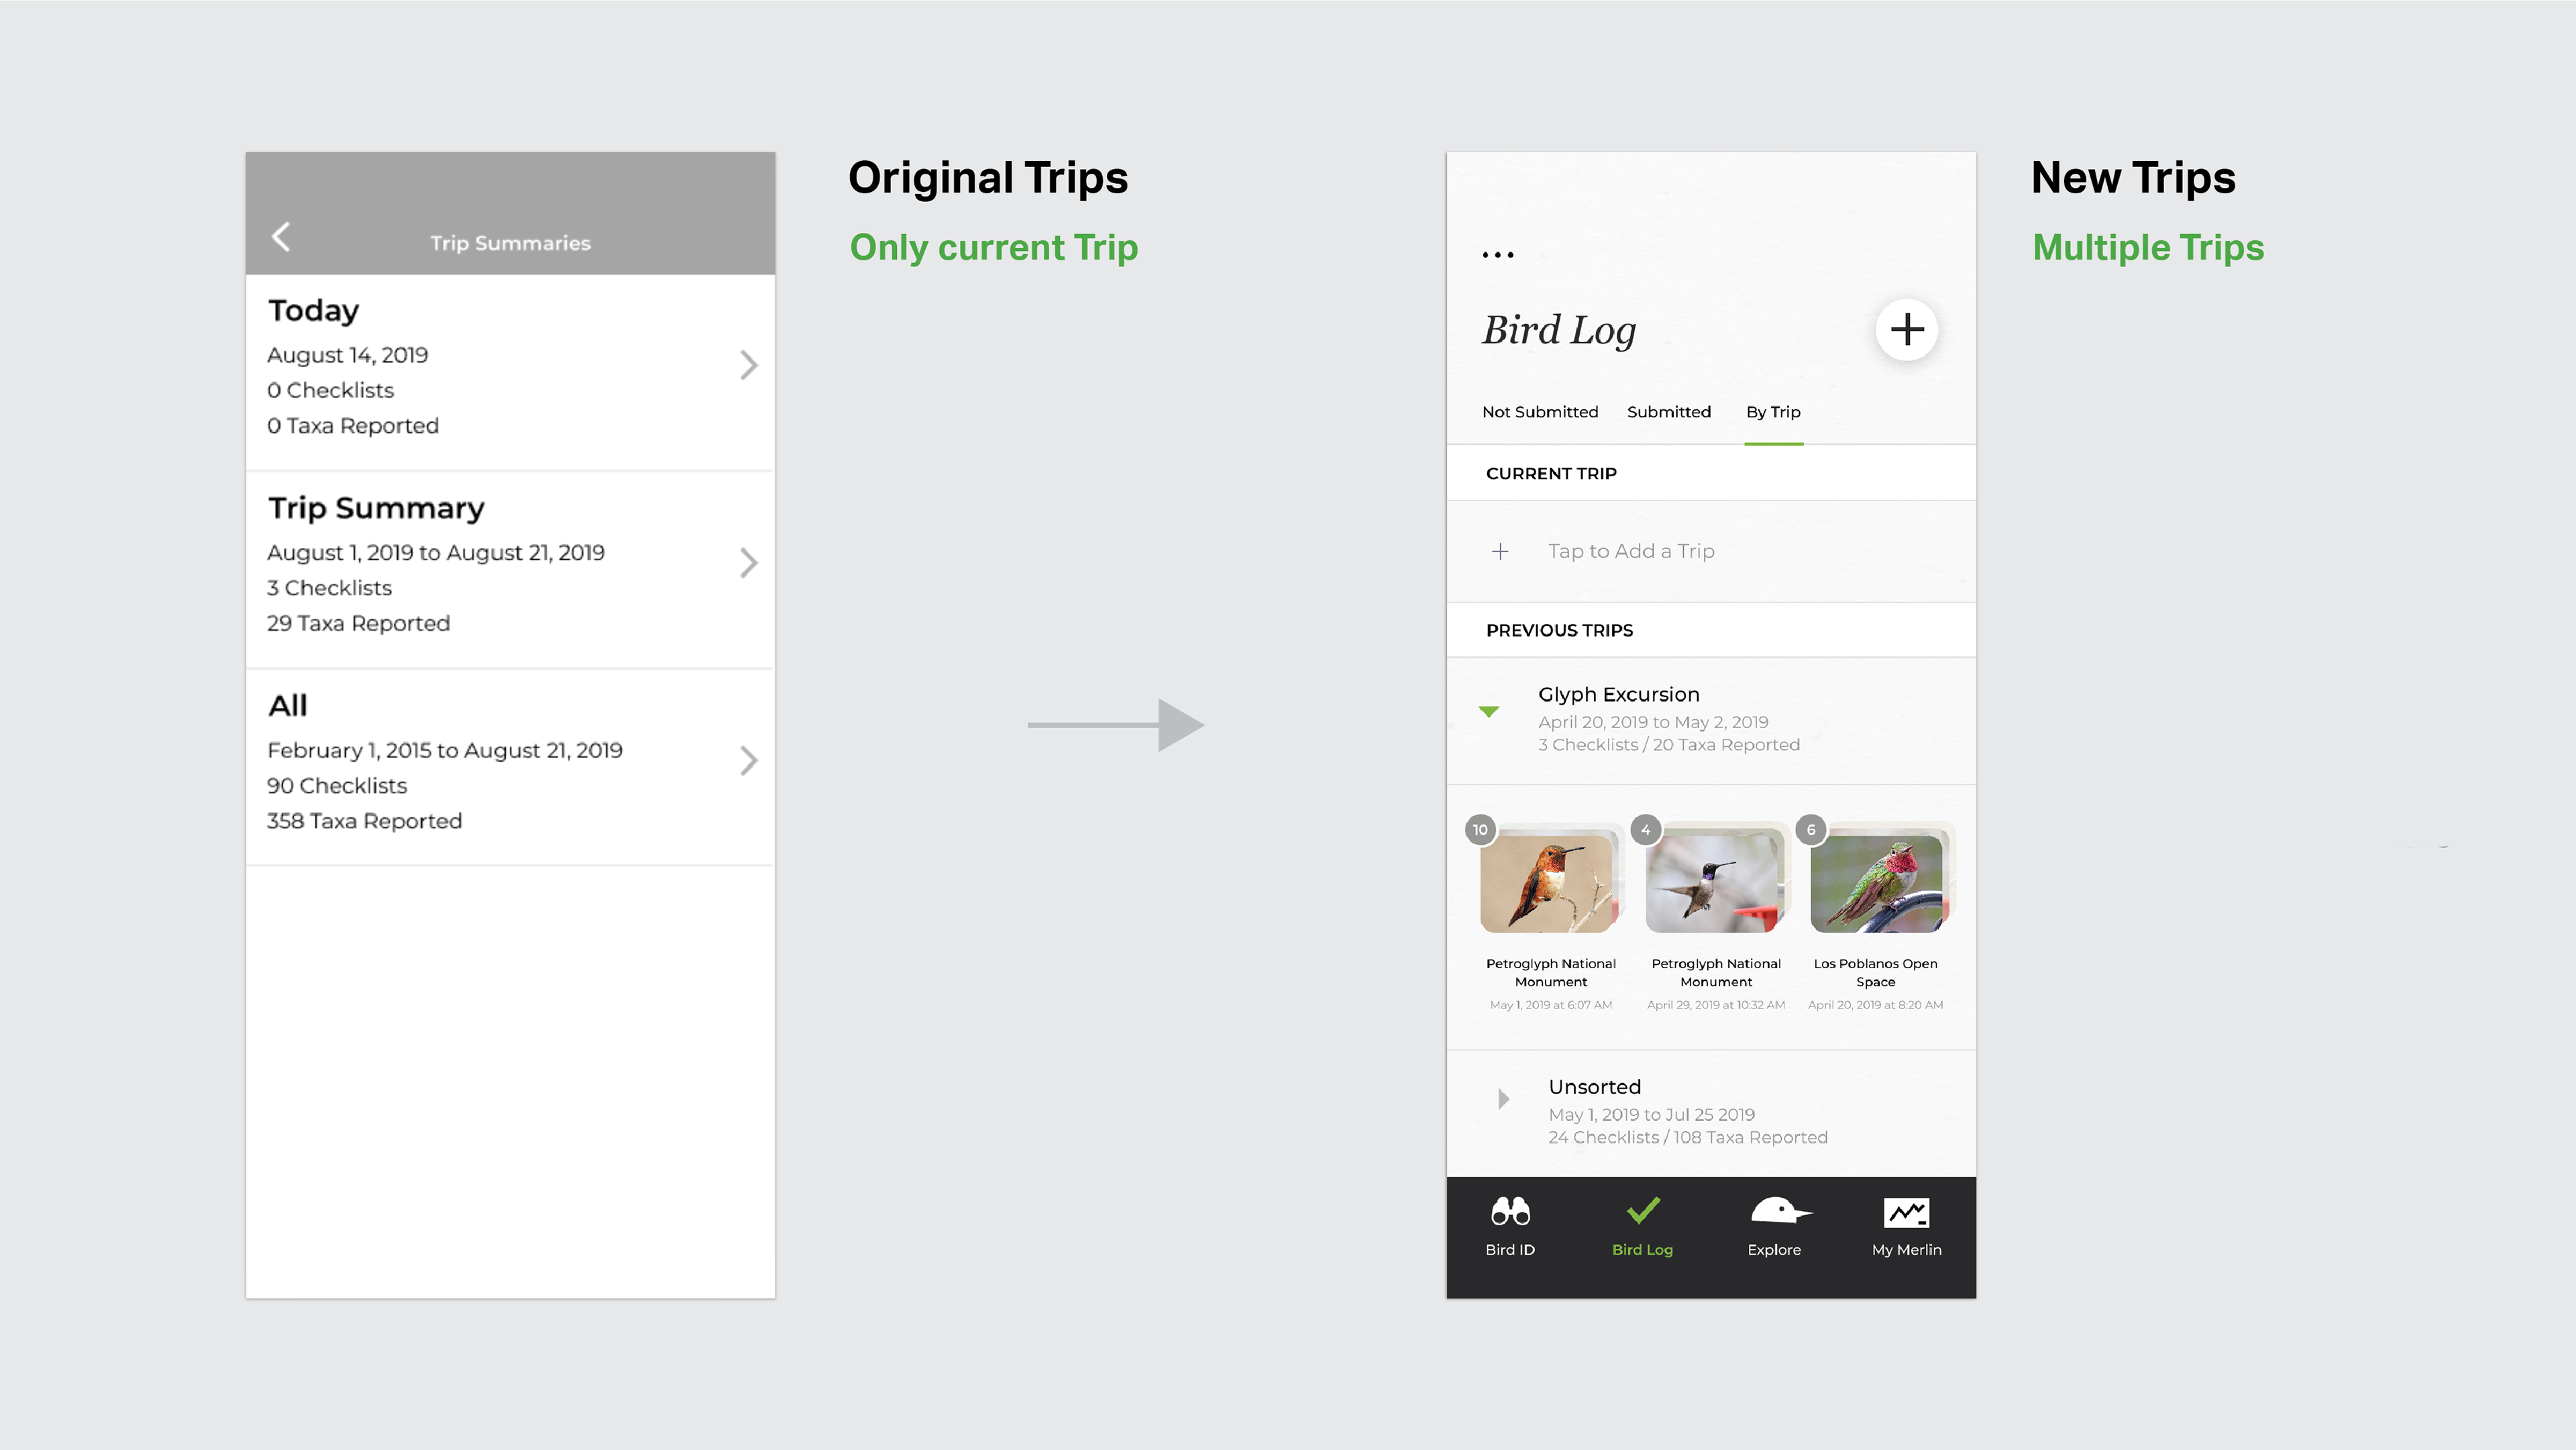 Trip Summaries
Today
August 14, 2019
0 Checklists
0 Taxa Reported
Trip Summary
August 1, 2019 to August 21, 2019
3 Checklists
29 Taxa Reported
All
February 1, 2015 to August 21, 2019
90 Checklists
358 Taxa Reported
Original Trips
Only current Trip
...
Bird Log
Not Submitted Submitted By Trip
CURRENT TRIP
+ Tap to Add a Trip
PREVIOUS TRIPS
Glyph Excursion
April 20, 2019 to May 2, 2019
3 Checklists / 20 Taxa Reported
10 4 6
Petroglyph National
Monument
May 1, 2019 at 6:07 AM
Petroglyph National
Monument
April 29, 2019 at 10:32 AM
Los Poblanos Open
Space
April 20, 2019 at 8:20 AM
Unsorted
May 1, 2019 to Jul 25 2019
24 Checklists / 108 Taxa Reported
Bird ID Bird Log Explore My Merlin
New Trips
Multiple Trips